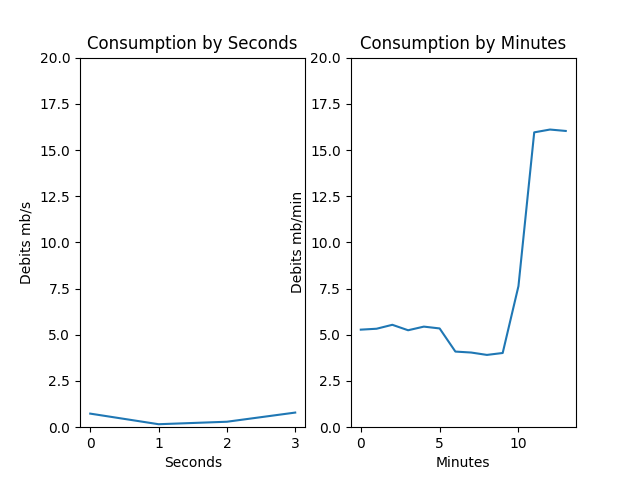 Consumption by Seconds
Debits mb/s
20.0
17.5
15.0
12.5
10.0
7.5
5.0
2.5
0.0
0 1 2 3
Seconds
Consumption by Minutes
Debits mb/min
20.0
17.5
15.0
12.5
10.0
7.5
5.0
2.5
0.0
0 5 10
Minutes